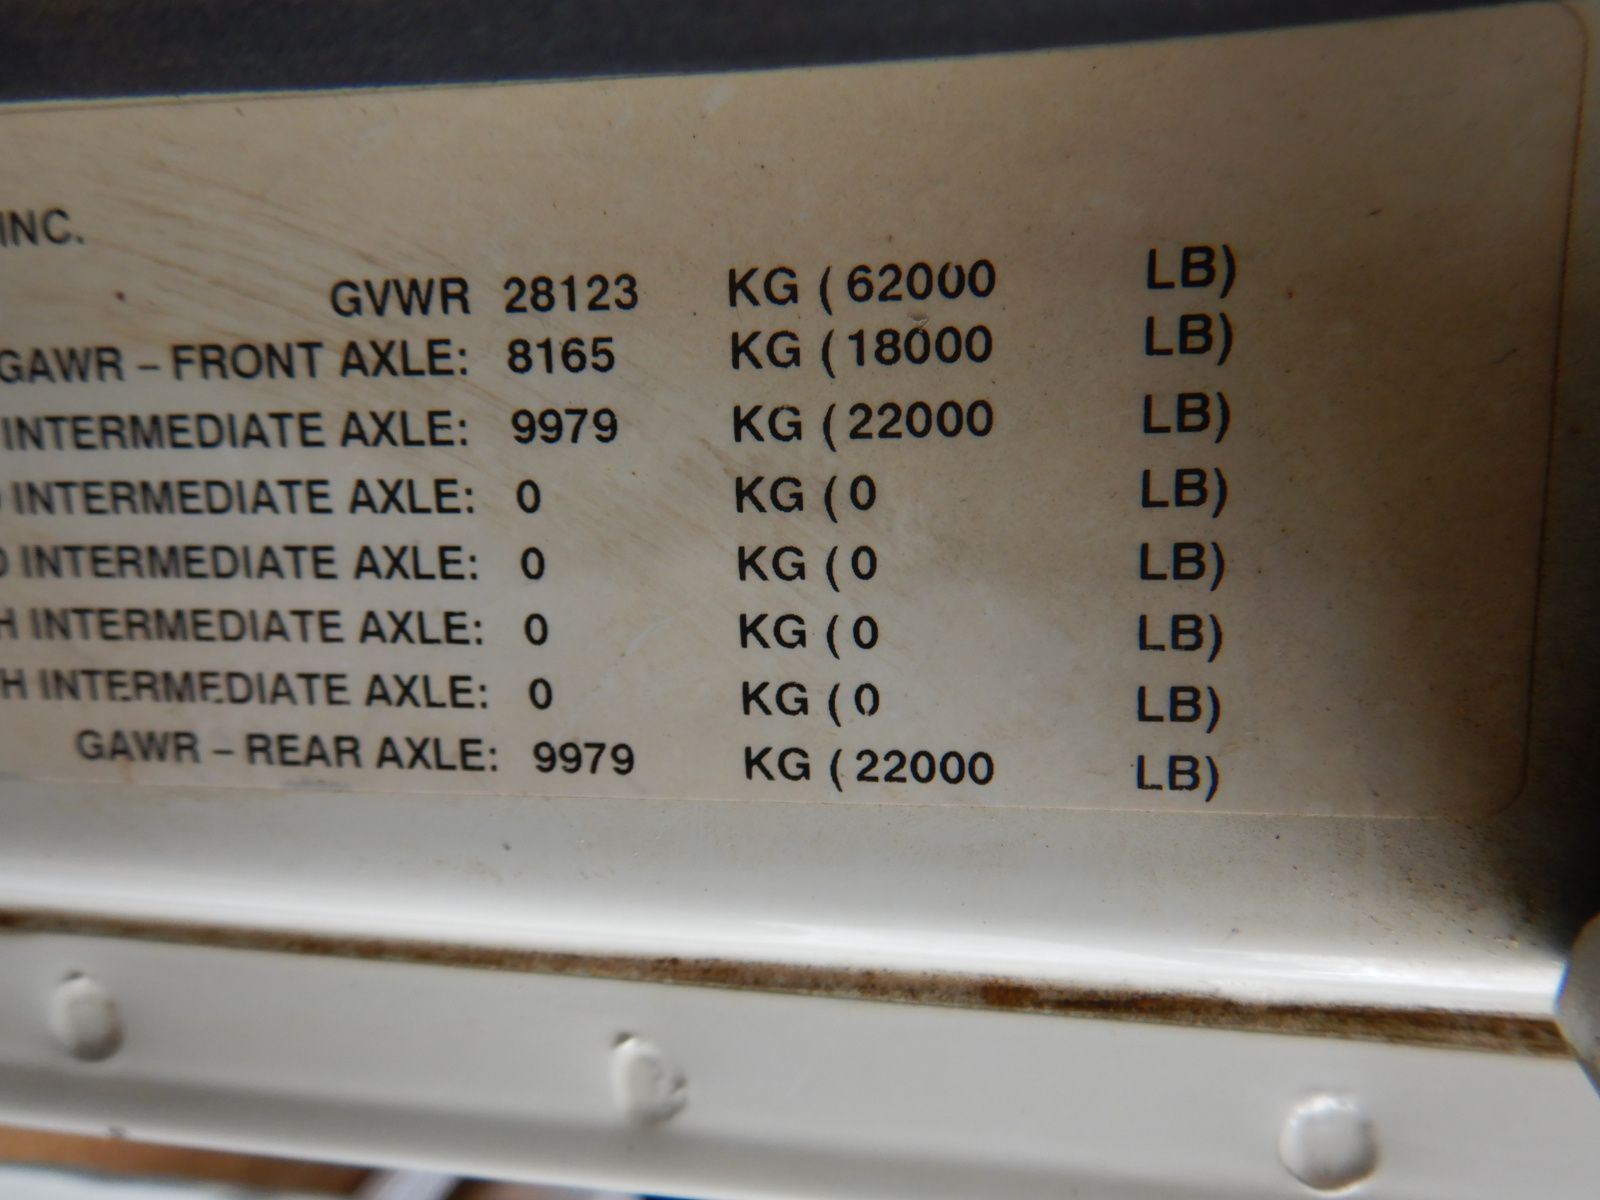 INC.
GVWR 28123 KG (62000 LB)
GAWR – FRONT AXLE: 8165 KG (18000 LB)
INTERMEDIATE AXLE: 9979 KG (22000 LB)
INTERMEDIATE AXLE: 0 KG (0 LB)
INTERMEDIATE AXLE: 0 KG (0 LB)
H INTERMEDIATE AXLE: 0 KG (0 LB)
H INTERMEDIATE AXLE: 0 KG (0 LB)
GAWR – REAR AXLE: 9979 KG (22000 LB)